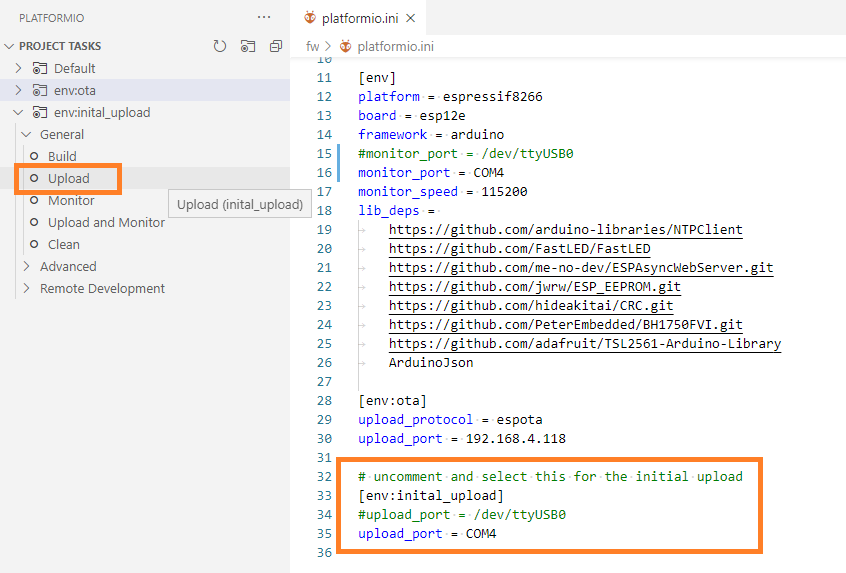 PLATFORMIO
PROJECT TASKS
Default
env:ota
env:inital_upload
General
Build
Upload
Monitor
Upload and Monitor
Clean
Advanced
Remote Development
Upload (inital_upload)
platformio.ini
fw > platformio.ini
10
11 [env]
12 platform = espressif8266
13 board = esp12e
14 framework = arduino
15 #monitor_port = /dev/ttyUSB0
16 monitor_port = COM4
17 monitor_speed = 115200
18 lib_deps =
19 https://github.com/arduino-libraries/NTPClient
20 https://github.com/FastLED/FastLED
21 https://github.com/me-no-dev/ESPAsyncWebServer.git
22 https://github.com/jwrw/ESP_EEPROM.git
23 https://github.com/hideakitai/CRC.git
24 https://github.com/PeterEmbedded/BH1750FVI.git
25 https://github.com/adafruit/TSL2561-Arduino-Library
26 ArduinoJson
27
28 [env:ota]
29 upload_protocol = espota
30 upload_port = 192.168.4.118
31
32 # uncomment and select this for the initial upload
33 [env:inital_upload]
34 #upload_port = /dev/ttyUSB0
35 upload_port = COM4
36